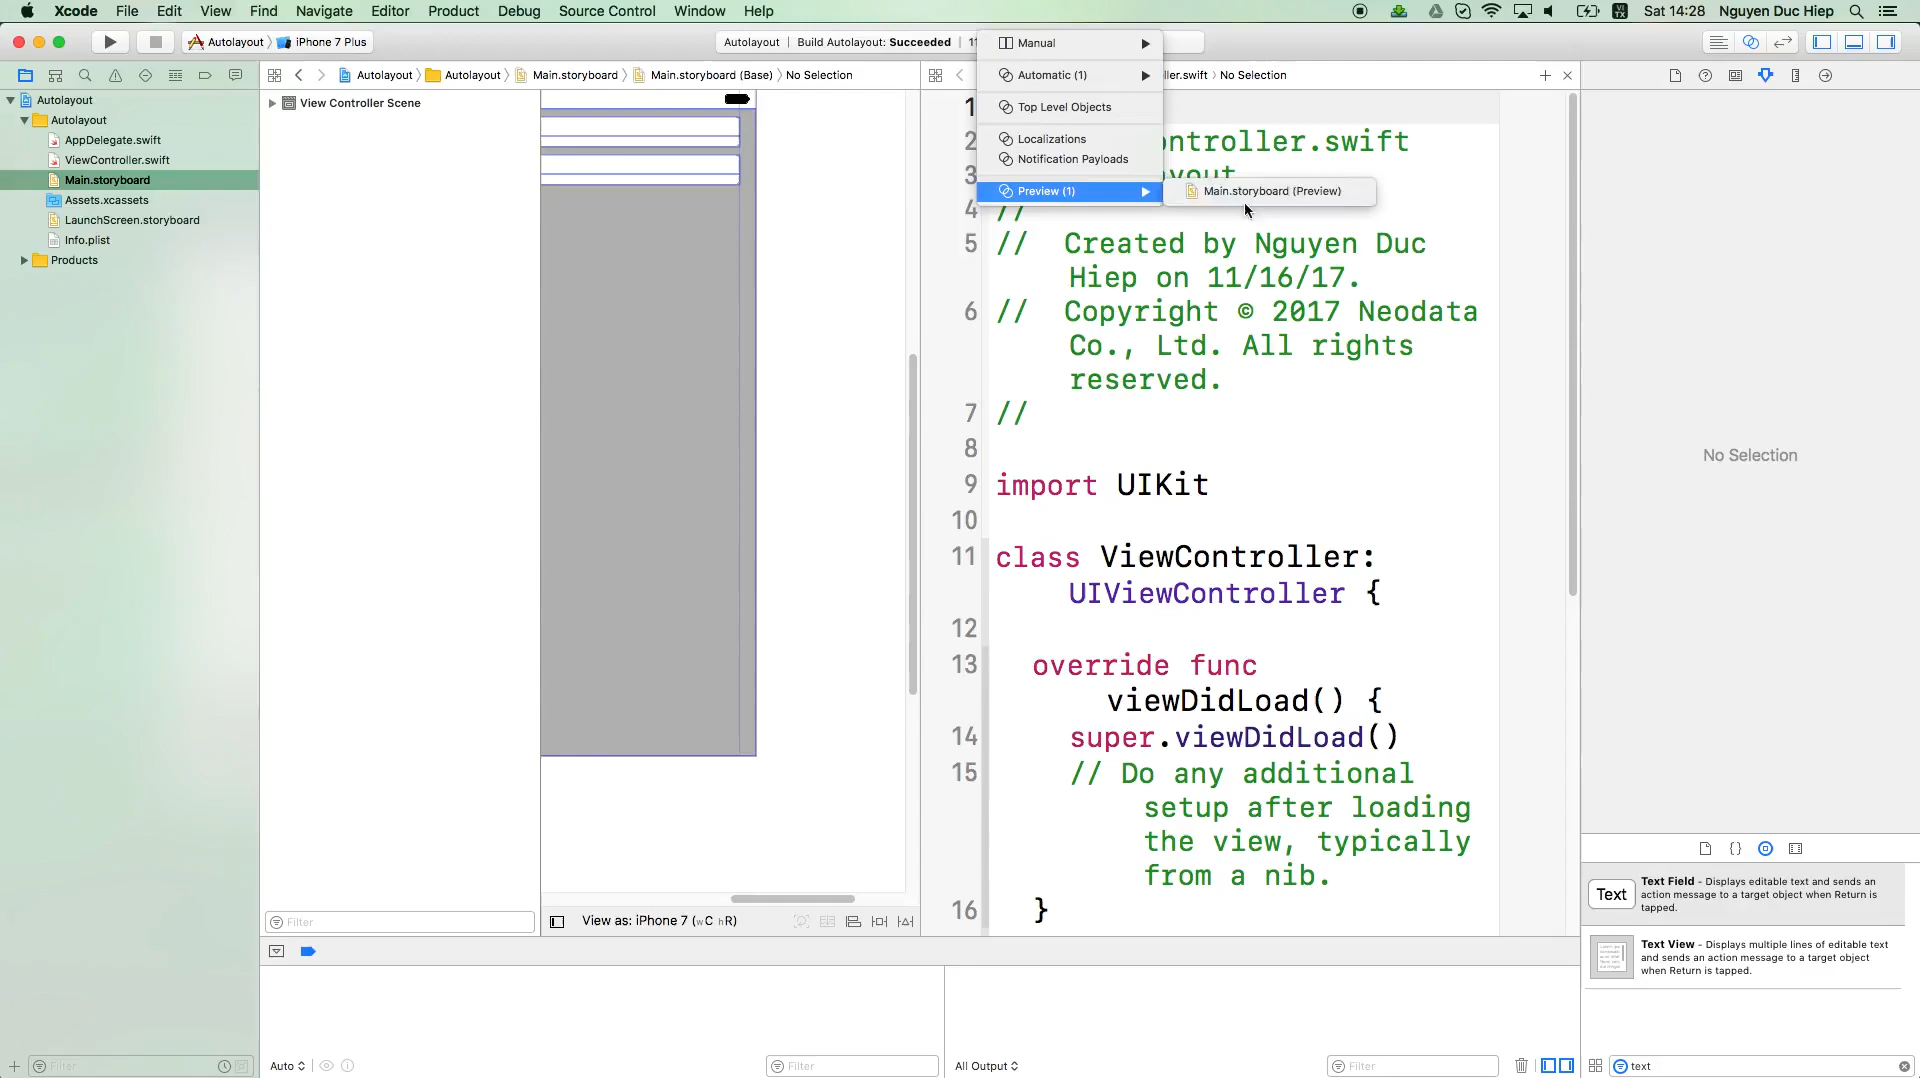 Xcode File Edit View Find Navigate Editor Product Debug Source Control Window Help
VI TX Sat 14:28 Nguyen Duc Hiep
Autolayout iPhone 7 Plus
Autolayout | Build Autolayout: Succeeded | 11
Autolayout Autolayout Main.storyboard Main.storyboard (Base) No Selection
ller.swift No Selection
Manual
Automatic (1)
Top Level Objects
Localizations
Notification Payloads
Preview (1)
Main.storyboard (Preview)
Autolayout
Autolayout
AppDelegate.swift
ViewController.swift
Main.storyboard
Assets.xcassets
LaunchScreen.storyboard
Info.plist
Products
View Controller Scene
1
2 ontroller.swift
3 yout
4 //
5 // Created by Nguyen Duc
Hiep on 11/16/17.
6 // Copyright © 2017 Neodata
Co., Ltd. All rights
reserved.
7 //
8
9 import UIKit
10
11 class ViewController:
UIViewController {
12
13 override func
viewDidLoad() {
14 super.viewDidLoad()
15 // Do any additional
setup after loading
the view, typically
from a nib.
16 }
No Selection
Filter
View as: iPhone 7 (wC hR)
Text
Text Field - Displays editable text and sends an
action message to a target object when Return is
tapped.
Text View - Displays multiple lines of editable text
and sends an action message to a target object
when Return is tapped.
Filter
Auto
Filter
All Output
Filter
text